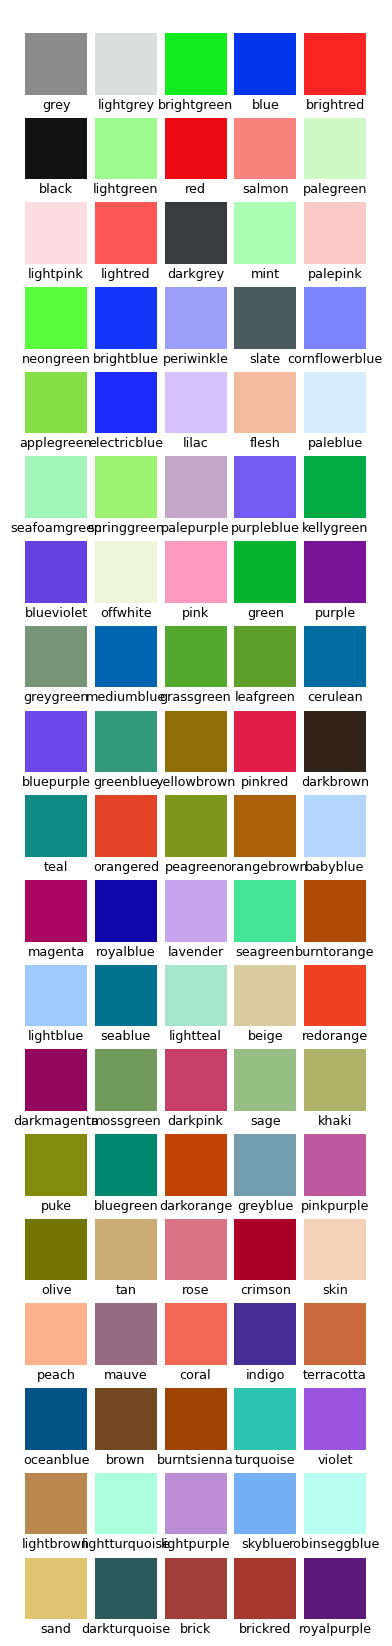 grey lightgrey brightgreen blue brightred
black lightgreen red salmon palegreen
lightpink lightred darkgrey mint palepink
neongreen brightblue periwinkle slate cornflowerblue
applegreen electricblue lilac flesh paleblue
seafoamgreen springgreen palepurple purpleblue kellygreen
blueviolet offwhite pink green purple
greygreen mediumblue grassgreen leafgreen cerulean
bluepurple greenblue yellowbrown pinkred darkbrown
teal orangered peagreen orangebrown babyblue
magenta royalblue lavender seagreen burntorange
lightblue seablue lightteal beige redorange
darkmagenta mossgreen darkpink sage khaki
puke bluegreen darkorange greyblue pinkpurple
olive tan rose crimson skin
peach mauve coral indigo terracotta
oceanblue brown burntsienna turquoise violet
lightbrown lightturquoise lightpurple skyblue robinseggblue
sand darkturquoise brick brickred royalpurple